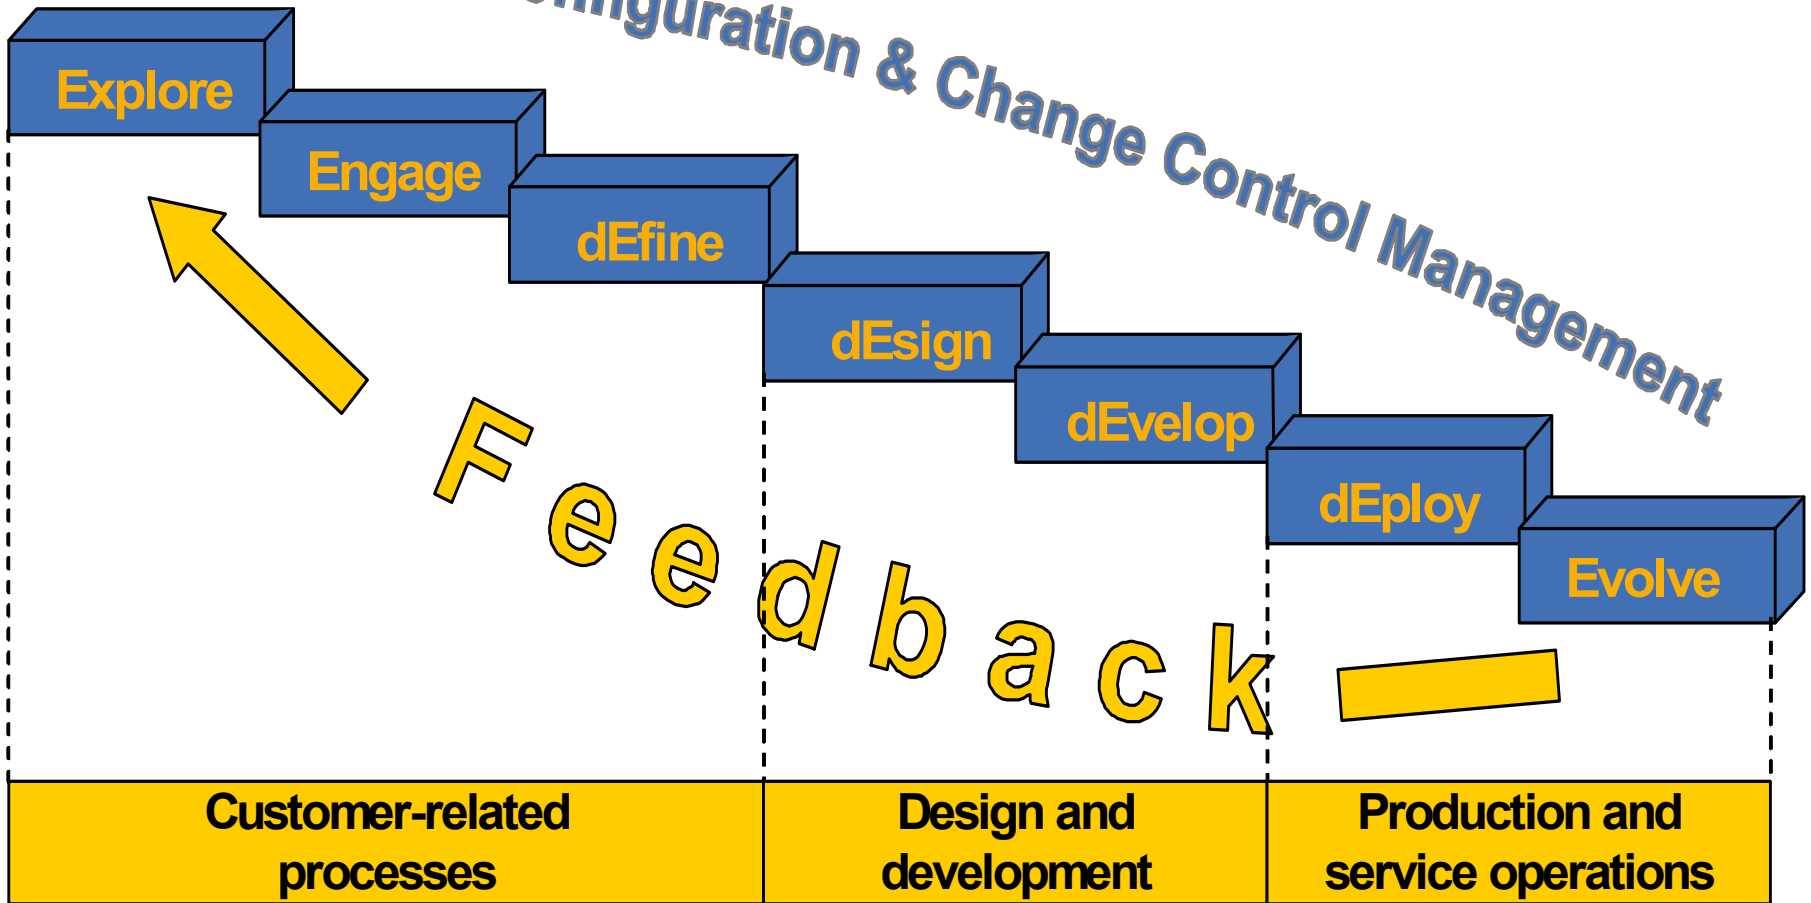 onfiguration & Change Control Management
Explore
Engage
dEfine
dEsign
dEvelop
dEploy
Evolve
Feedback
Customer-related
processes
Design and
development
Production and
service operations